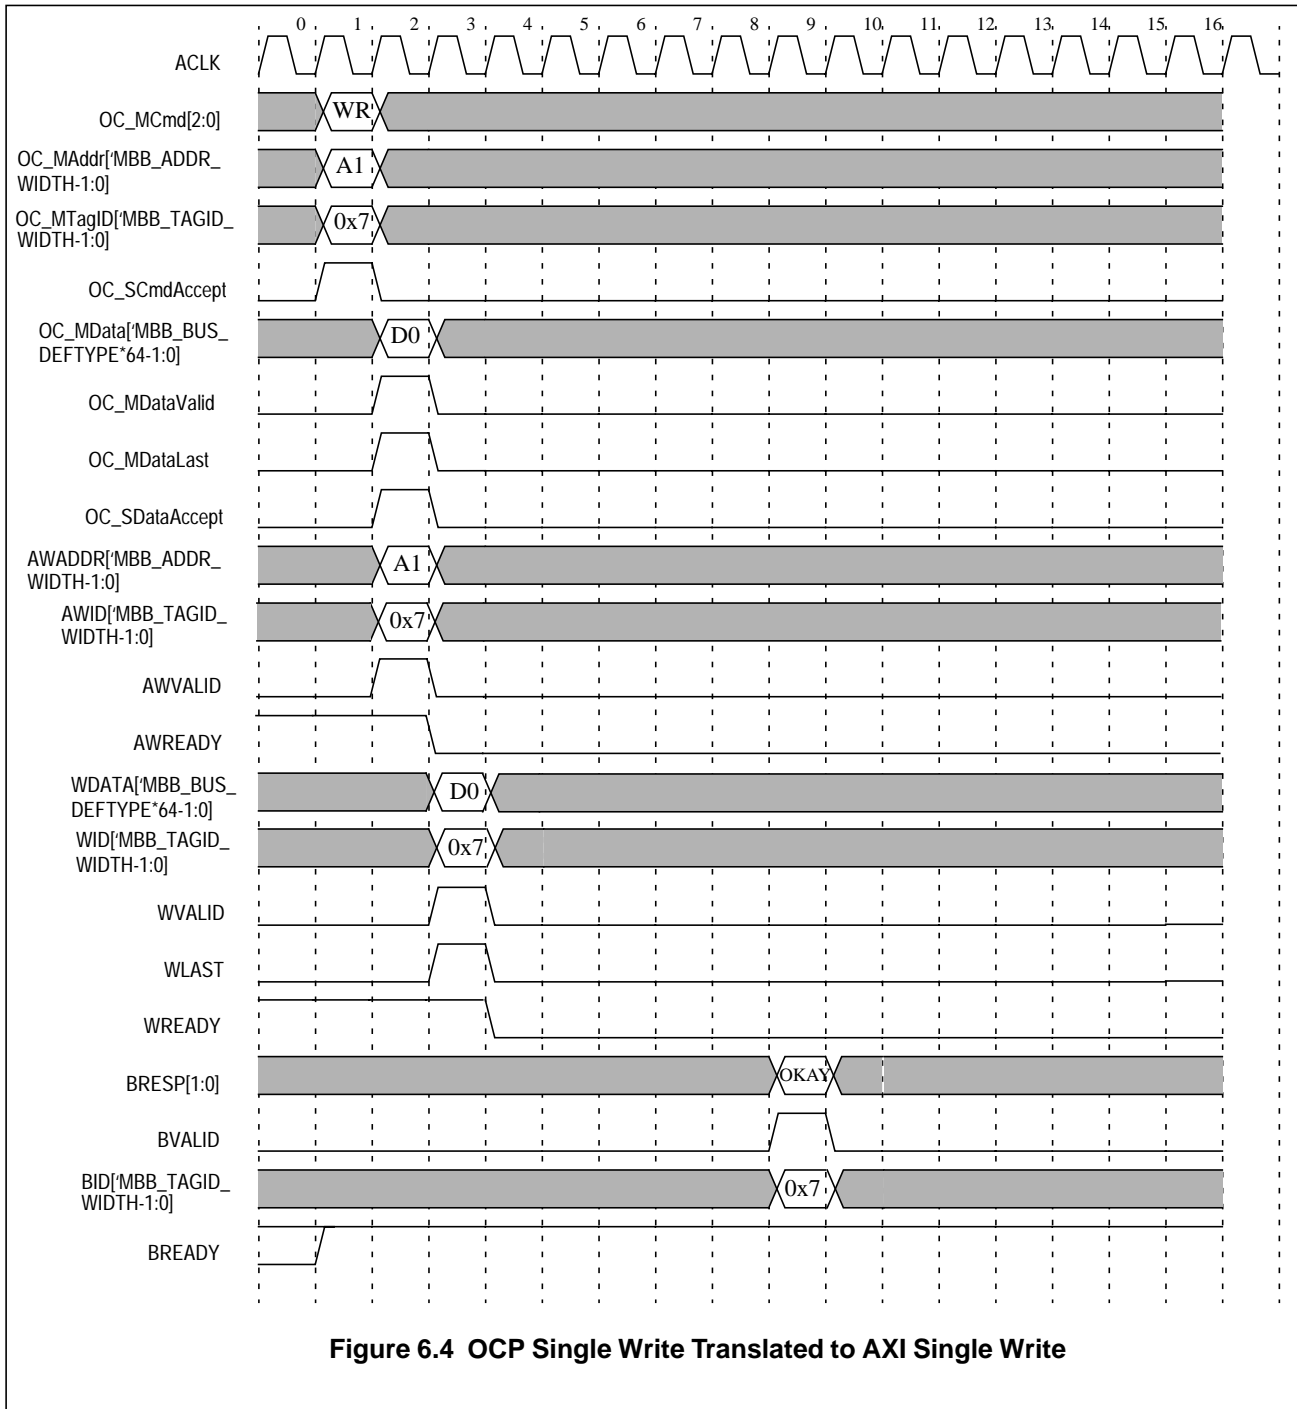 0 1 2 3 4 5 6 7 8 9 10 11 12 13 14 15 16
ACLK
OC_MCmd[2:0]
WR
OC_MAddr['MBB_ADDR_
WIDTH-1:0]
A1
OC_MTagID['MBB_TAGID_
WIDTH-1:0]
0x7
OC_SCmdAccept
OC_MData['MBB_BUS_
DEFTYPE*64-1:0]
D0
OC_MDataValid
OC_MDataLast
OC_SDataAccept
AWADDR['MBB_ADDR_
WIDTH-1:0]
A1
AWID['MBB_TAGID_
WIDTH-1:0]
0x7
AWVALID
AWREADY
WDATA['MBB_BUS_
DEFTYPE*64-1:0]
D0
WID['MBB_TAGID_
WIDTH-1:0]
0x7
WVALID
WLAST
WREADY
BRESP[1:0]
OKAY
BVALID
BID['MBB_TAGID_
WIDTH-1:0]
0x7
BREADY
Figure 6.4 OCP Single Write Translated to AXI Single Write